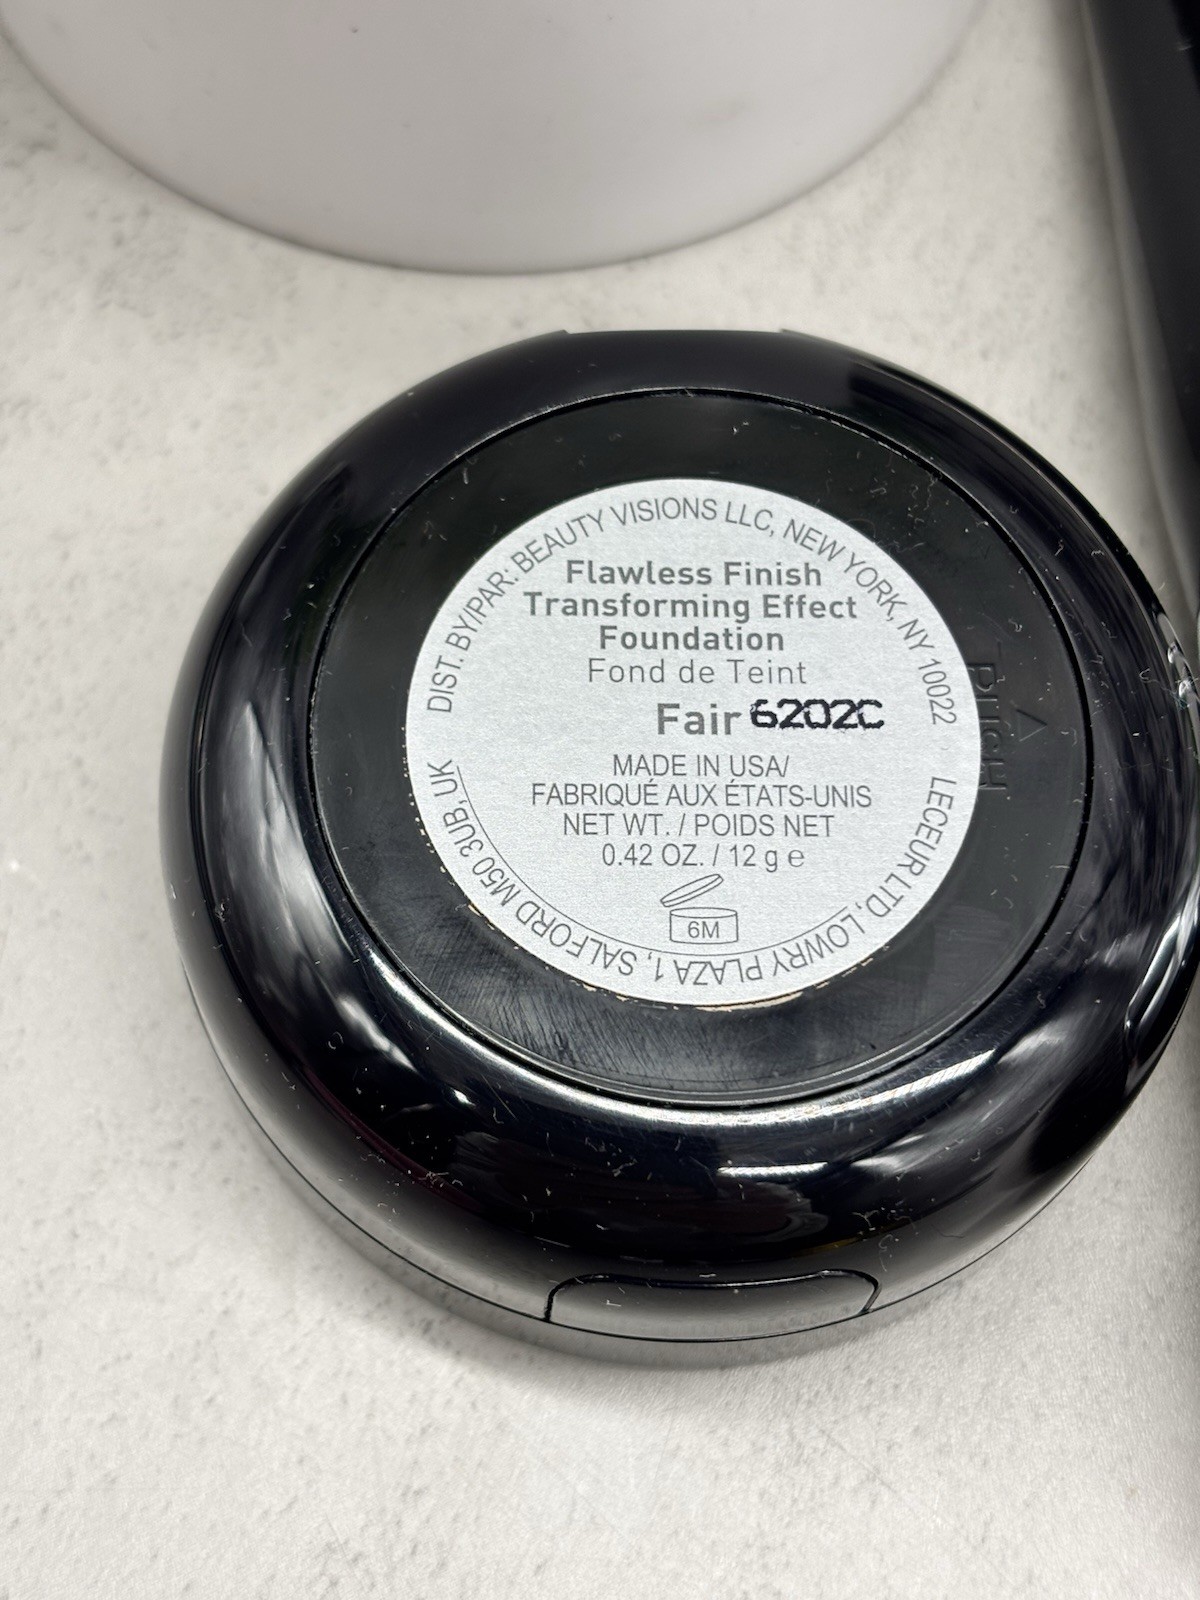 DIST. BY/PAR: BEAUTY VISIONS LLC, NEW YORK, NY 10022
Flawless Finish
Transforming Effect
Foundation
Fond de Teint
Fair 6202C
MADE IN USA/
FABRIQUÉ AUX ÉTATS-UNIS
NET WT. / POIDS NET
0.42 OZ. / 12 g ℮
6M
LECEUR LTD, LOWRY PLAZA 1, SALFORD M50 3UB, UK
PUSH